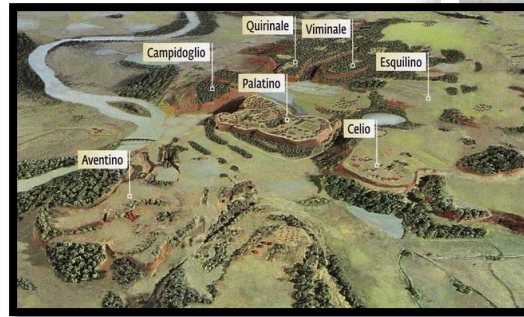 Quirinale
Viminale
Campidoglio
Esquilino
Palatino
Celio
Aventino